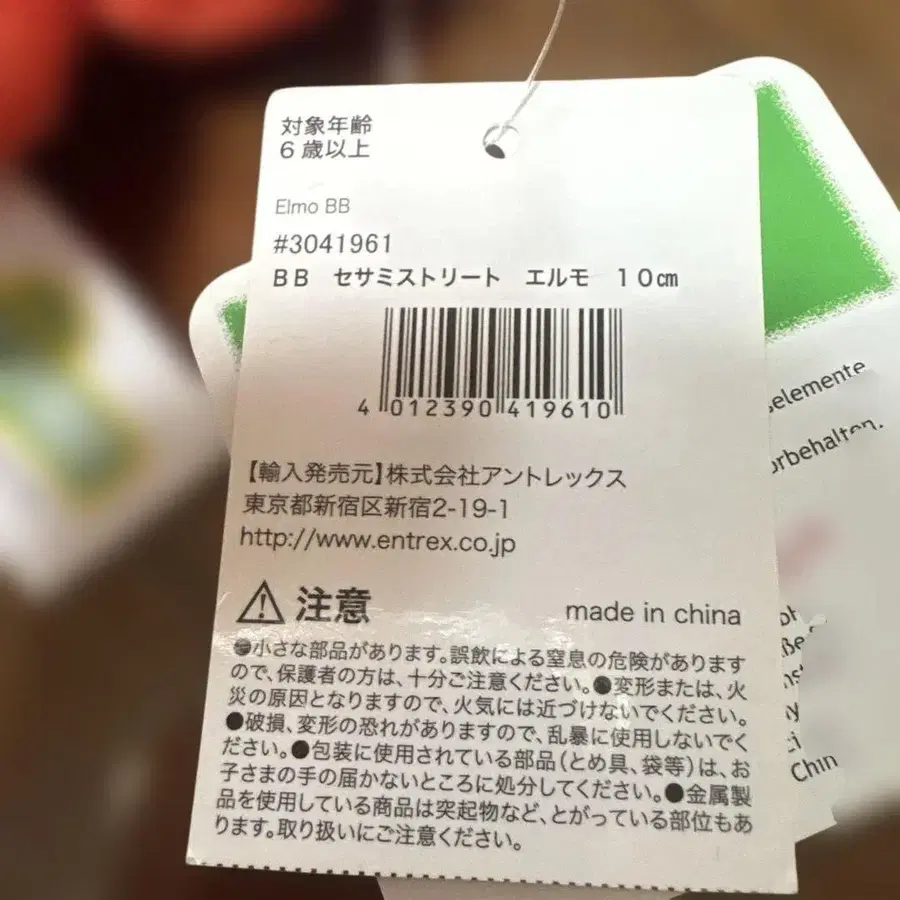 対象年齢
6歳以上
Elmo BB
#3041961
BB セサミストリート エルモ 10㎝
4 012390 419610
【輸入発売元】株式会社アントレックス
東京都新宿区新宿2-19-1
http://www.entrex.co.jp
注意 made in china
●小さな部品があります。誤飲による窒息の危険があります
ので、保護者の方は、十分ご注意ください。●変形または、火
災の原因となりますので、火気には近づけないでください。
●破損、変形の恐れがありますので、乱暴に使用しないでく
ださい。●包装に使用されている部品(とめ具、袋等)は、お
子さまの手の届かないところに処分してください。●金属製
品を使用している商品は突起物など、とがっている部位もあ
ります。取り扱いにご注意ください。
selemente
orbehalten.
Chin